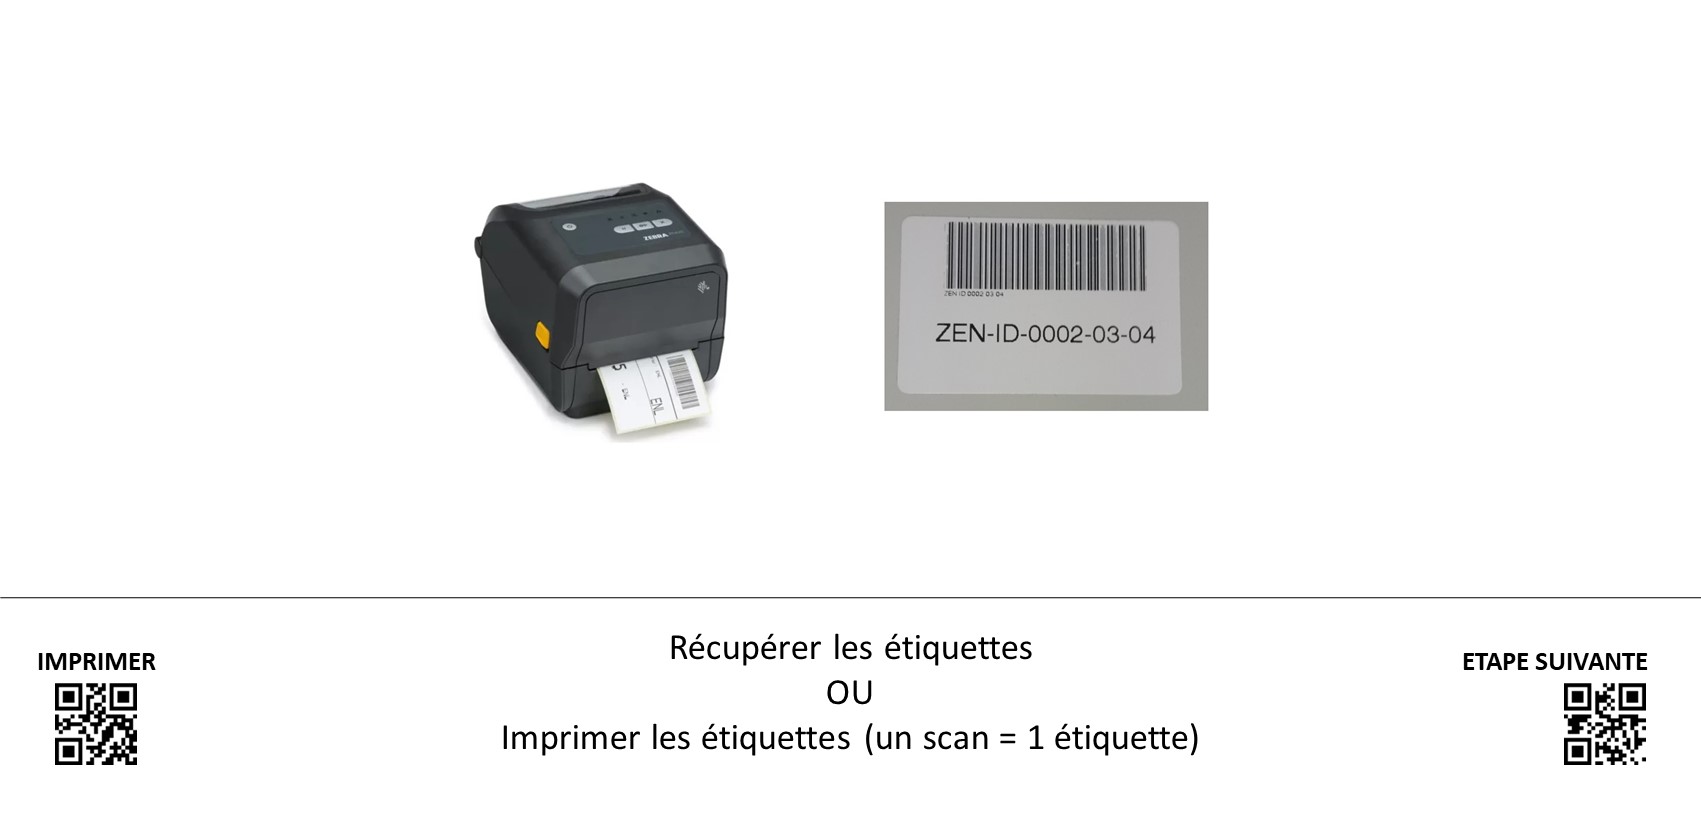 ZEBRA
ENL
ZEN ID 0002 03 04
ZEN-ID-0002-03-04
IMPRIMER
Récupérer les étiquettes
OU
Imprimer les étiquettes (un scan = 1 étiquette)
ETAPE SUIVANTE